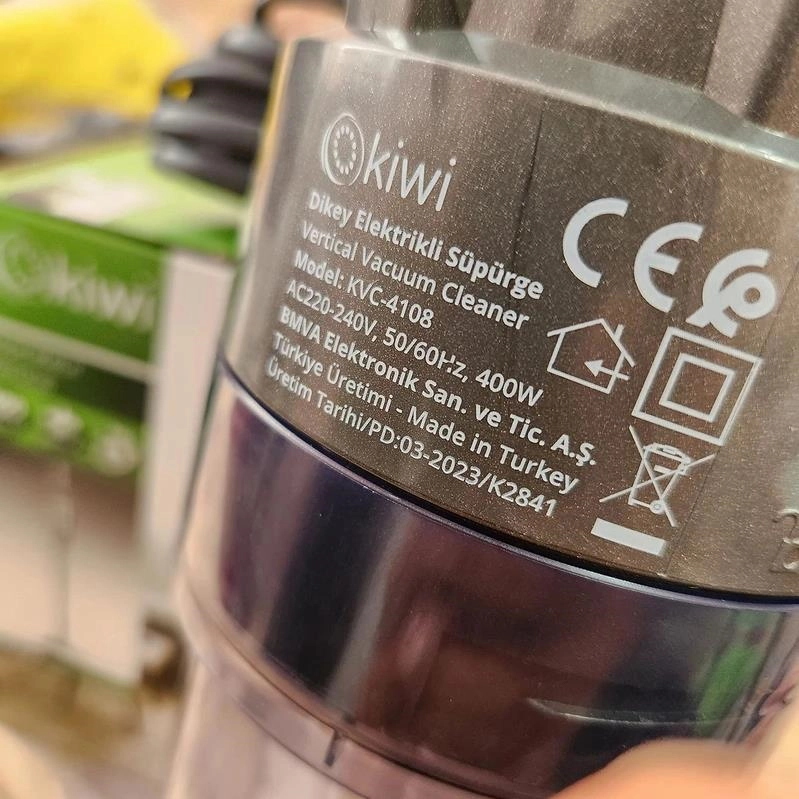 kiwi
Dikey Elektrikli Süpürge
Vertical Vacuum Cleaner
Model: KVC-4108
AC220-240V, 50/60Hz, 400W
BMVA Elektronik San. ve Tic. A.Ş.
Türkiye Üretimi - Made in Turkey
Üretim Tarihi/PD:03-2023/K2841
CE
kiwi